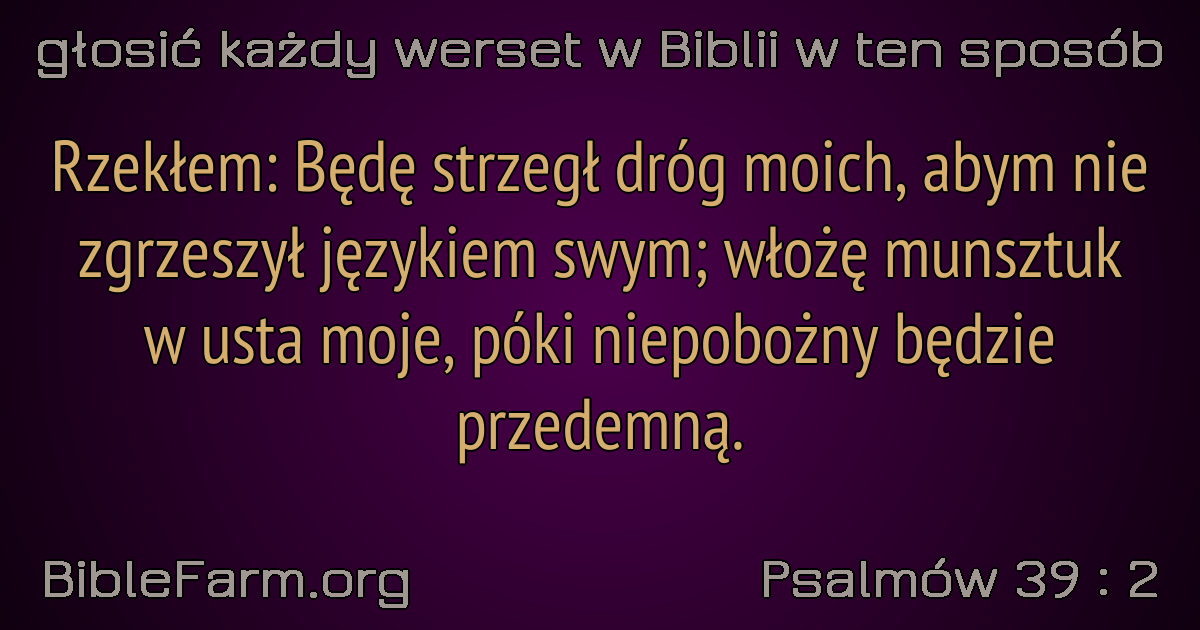 głosić każdy werset w Biblii w ten sposób
Rzekłem: Będę strzegł dróg moich, abym nie
zgrzeszył językiem swym; włożę munsztuk
w usta moje, póki niepobożny będzie
przedemną.
BibleFarm.org
Psalmów 39 : 2